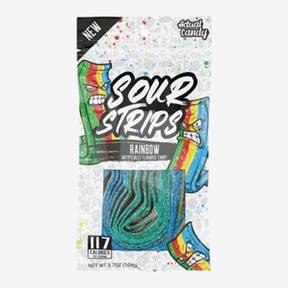 NEW
Actual
Candy
SOUR
STRIPS
RAINBOW
ARTIFICIALLY FLAVORED CANDY
117
CALORIES
NET WT 3.7OZ (104g)